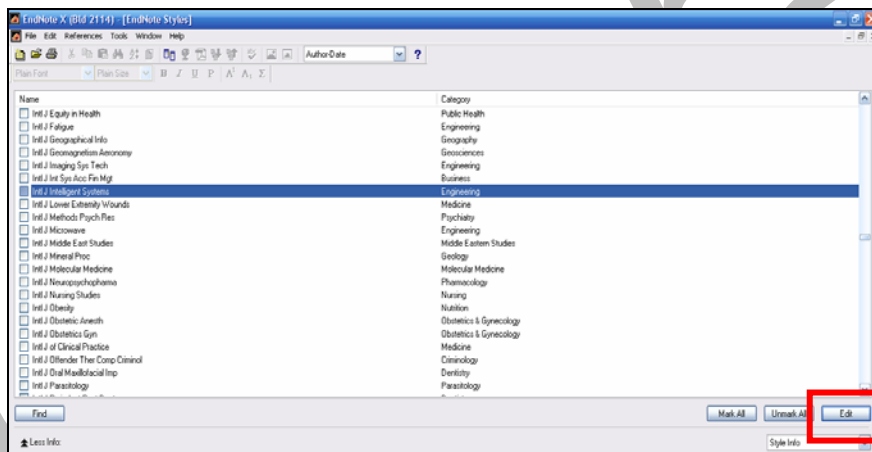 EndNote X (Bld 2114) - [EndNote Styles]
File Edit References Tools Window Help
Author-Date ?
Plain Font Plain Size B I U P A¹ A₁ Σ
Name Category
Intl J Equity in Health Public Health
Intl J Fatigue Engineering
Intl J Geographical Info Geography
Intl J Geomagnetism Aeronomy Geosciences
Intl J Imaging Sys Tech Engineering
Intl J Int Sys Acc Fin Mgt Business
Intl J Intelligent Systems Engineering
Intl J Lower Extremity Wounds Medicine
Intl J Methods Psych Res Psychiatry
Intl J Microwave Engineering
Intl J Middle East Studies Middle Eastern Studies
Intl J Mineral Proc Geology
Intl J Molecular Medicine Molecular Medicine
Intl J Neuropsychopharma Pharmacology
Intl J Nursing Studies Nursing
Intl J Obesity Nutrition
Intl J Obstetric Anesth Obstetrics & Gynecology
Intl J Obstetrics Gyn Obstetrics & Gynecology
Intl J of Clinical Practice Medicine
Intl J Offender Ther Comp Criminol Criminology
Intl J Oral Maxillofacial Imp Dentistry
Intl J Parasitology Parasitology
Find Mark All Unmark All Edit
Less Info: Style Info